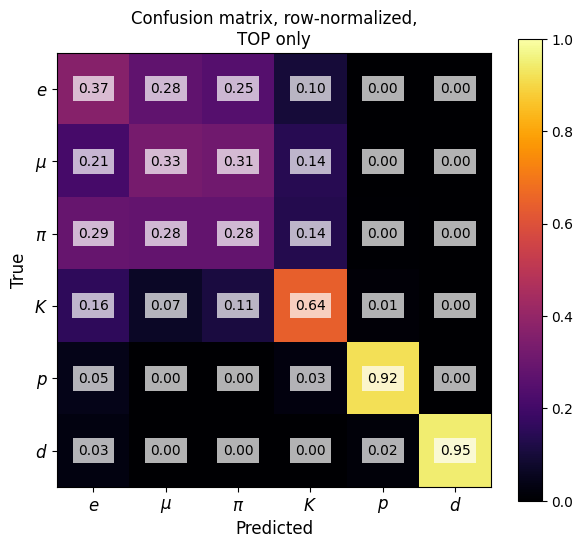 Confusion matrix, row-normalized,
TOP only
1.0
0.8
0.6
0.4
0.2
0.0
True
e 0.37 0.28 0.25 0.10 0.00 0.00
μ 0.21 0.33 0.31 0.14 0.00 0.00
π 0.29 0.28 0.28 0.14 0.00 0.00
K 0.16 0.07 0.11 0.64 0.01 0.00
p 0.05 0.00 0.00 0.03 0.92 0.00
d 0.03 0.00 0.00 0.00 0.02 0.95
e μ π K p d
Predicted